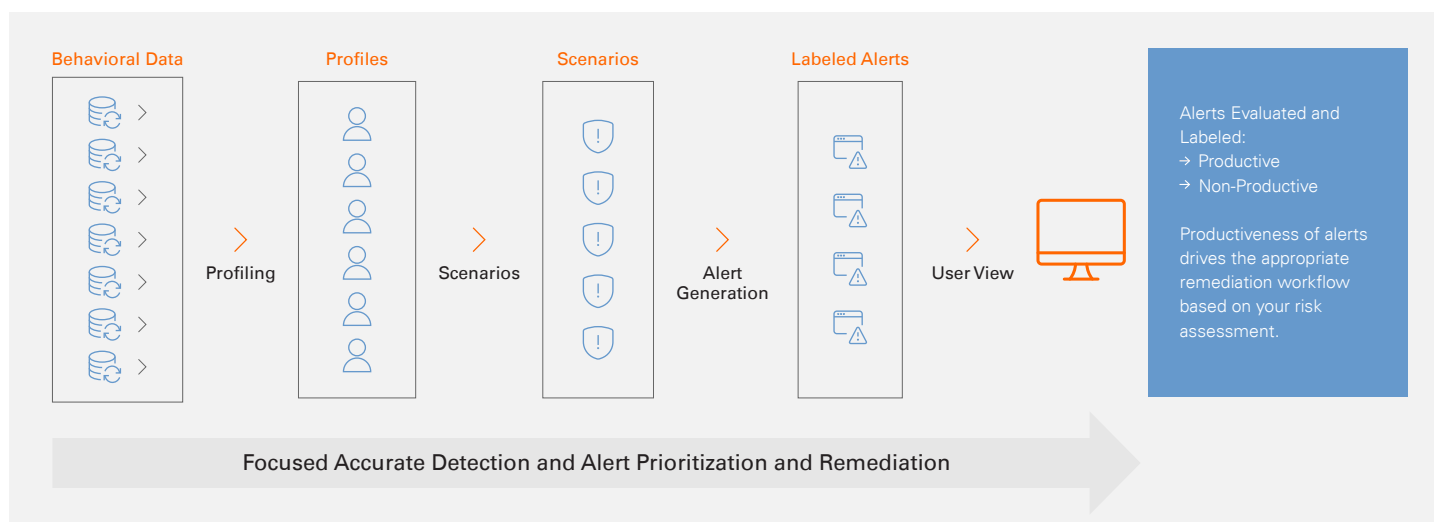 Behavioral Data
Profiles
Scenarios
Labeled Alerts
Profiling
Scenarios
Alert
Generation
User View
Alerts Evaluated and
Labeled:
→ Productive
→ Non-Productive
Productiveness of alerts
drives the appropriate
remediation workflow
based on your risk
assessment.
Focused Accurate Detection and Alert Prioritization and Remediation